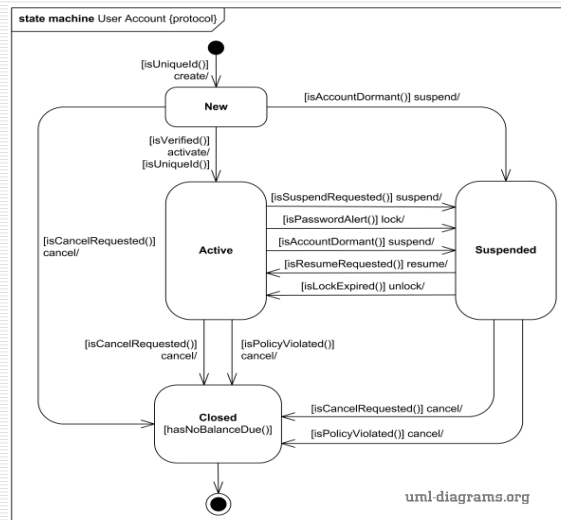 state machine User Account {protocol}
[isUniqueId()]
create/
New
[isAccountDormant()] suspend/
[isVerified()]
activate/
[isUniqueId()]
[isSuspendRequested()] suspend/
[isPasswordAlert()] lock/
[isCancelRequested()]
cancel/
Active
[isAccountDormant()] suspend/
Suspended
[isResumeRequested()] resume/
[isLockExpired()] unlock/
[isCancelRequested()]
cancel/
[isPolicyViolated()]
cancel/
Closed
[hasNoBalanceDue()]
[isCancelRequested()] cancel/
[isPolicyViolated()] cancel/
uml-diagrams.org